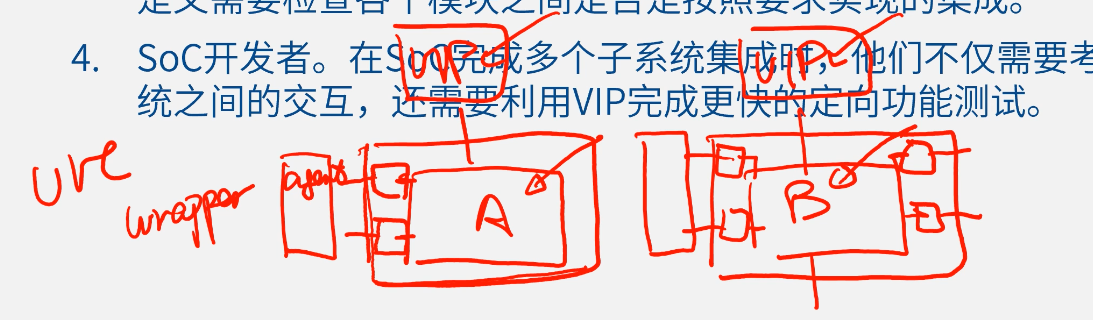 定义需要检查各个模块之间是否是按照要求实现的集成。
4. SoC开发者。在SoC完成多个子系统集成时，他们不仅需要考
统之间的交互，还需要利用VIP完成更快的定向功能测试。
VIP
VIP
agent
wrapper
A
B